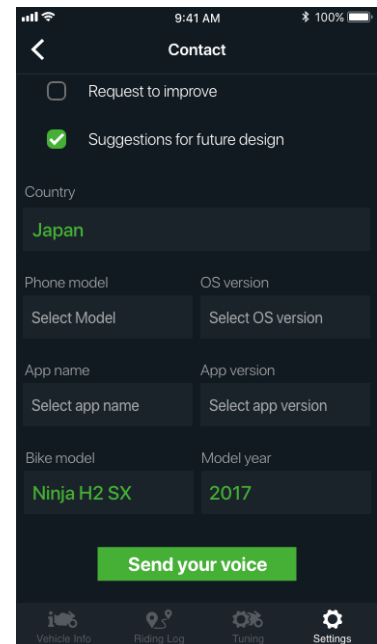 9:41 AM 100%
Contact
Request to improve
Suggestions for future design
Country
Japan
Phone model OS version
Select Model Select OS version
App name App version
Select app name Select app version
Bike model Model year
Ninja H2 SX 2017
Send your voice
Vehicle Info Riding Log Tuning Settings